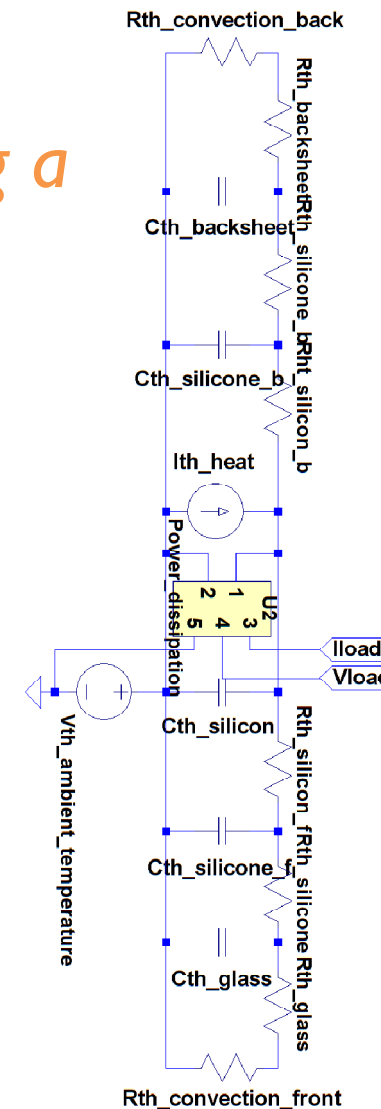 Rth_convection_back
Rth_backsheet
g a
Cth_backsheet
Rth_silicone_b
Cth_silicone_b
Rht_silicon_b
Ith_heat
Power_dissipation
U2
2 1
5 4 3
Iload
Vload
Vth_ambient_temperature
Cth_silicon
Rth_silicon_f
Cth_silicone_f
Rth_silicone
Cth_glass
Rth_glass
Rth_convection_front